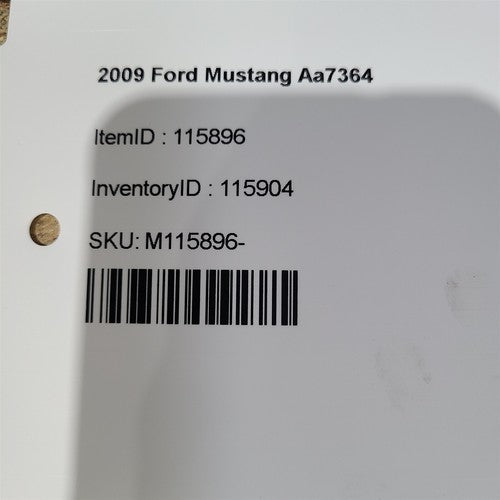 2009 Ford Mustang Aa7364
ItemID : 115896
InventoryID : 115904
SKU: M115896-